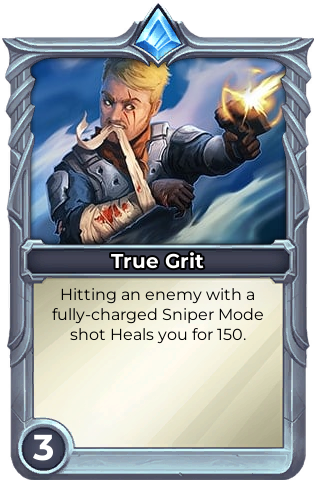 True Grit
Hitting an enemy with a
fully-charged Sniper Mode
shot Heals you for 150.
3